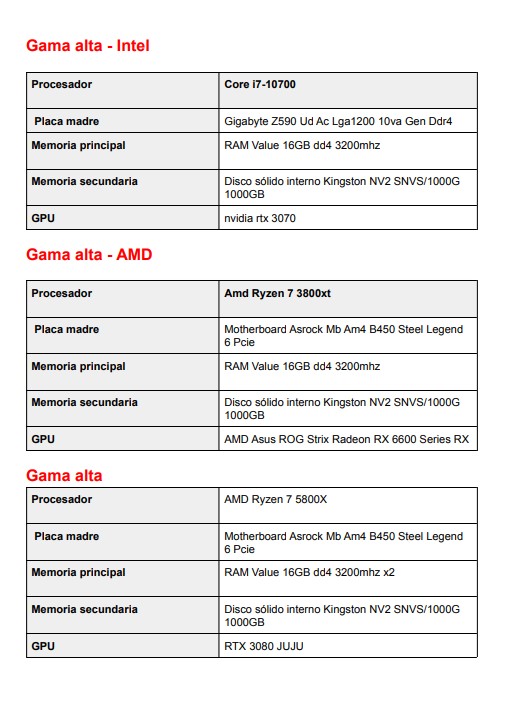 Gama alta - Intel
Procesador
Core i7-10700
Placa madre
Gigabyte Z590 Ud Ac Lga1200 10va Gen Ddr4
Memoria principal
RAM Value 16GB dd4 3200mhz
Memoria secundaria
Disco sólido interno Kingston NV2 SNVS/1000G
1000GB
GPU
nvidia rtx 3070
Gama alta - AMD
Procesador
Amd Ryzen 7 3800xt
Placa madre
Motherboard Asrock Mb Am4 B450 Steel Legend
6 Pcie
Memoria principal
RAM Value 16GB dd4 3200mhz
Memoria secundaria
Disco sólido interno Kingston NV2 SNVS/1000G
1000GB
GPU
AMD Asus ROG Strix Radeon RX 6600 Series RX
Gama alta
Procesador
AMD Ryzen 7 5800X
Placa madre
Motherboard Asrock Mb Am4 B450 Steel Legend
6 Pcie
Memoria principal
RAM Value 16GB dd4 3200mhz x2
Memoria secundaria
Disco sólido interno Kingston NV2 SNVS/1000G
1000GB
GPU
RTX 3080 JUJU